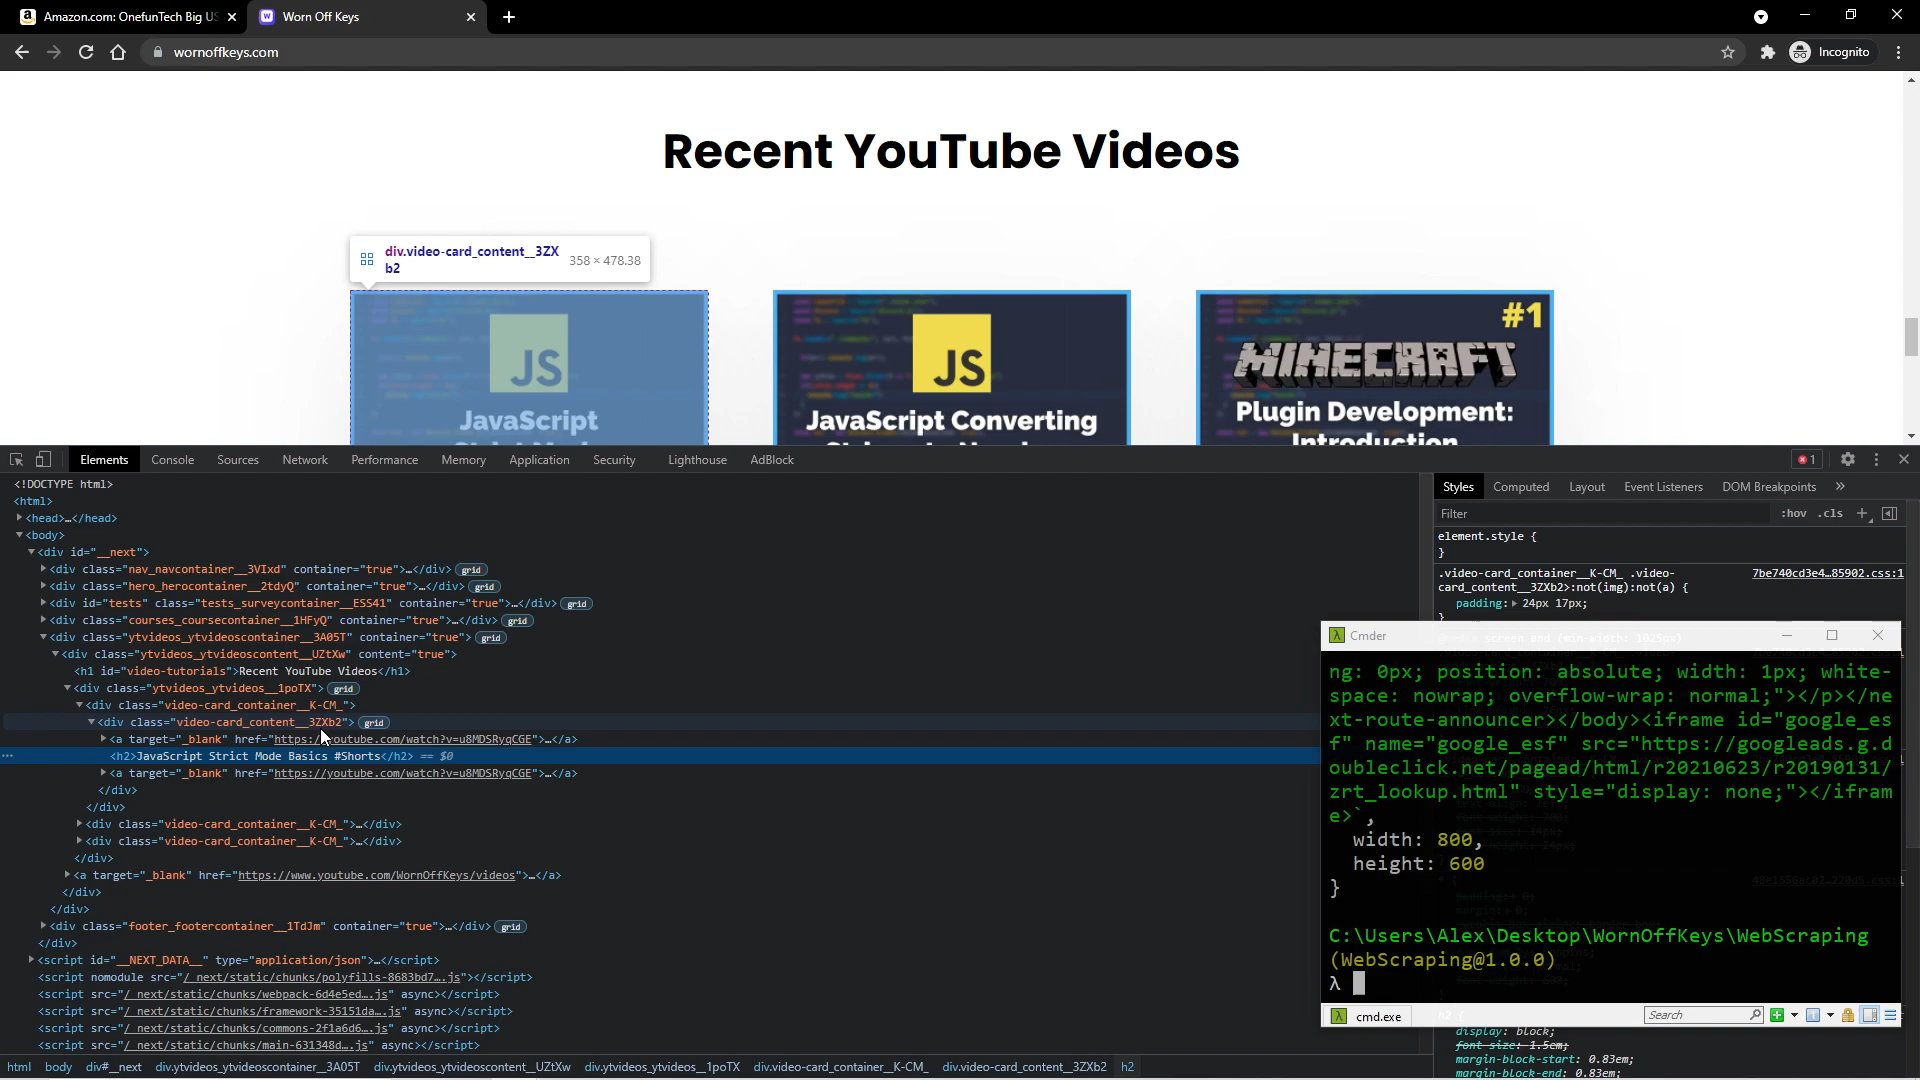 Amazon.com: OnefunTech Big US
Worn Off Keys
wornoffkeys.com
Incognito
Recent YouTube Videos
div.video-card_content__3ZX
b2
358 × 478.38
JS
JavaScript
JS
JavaScript Converting
#1
MINECRAFT
Plugin Development:
Introduction
Elements
Console
Sources
Network
Performance
Memory
Application
Security
Lighthouse
AdBlock
1
<!DOCTYPE html>
<html>
<head>…</head>
<body>
<div id="__next">
<div class="nav_navcontainer__3VIxd" container="true">…</div> grid
<div class="hero_herocontainer__2tdyQ" container="true">…</div> grid
<div id="tests" class="tests_surveycontainer__ESS41" container="true">…</div> grid
<div class="courses_coursecontainer__1HFyQ" container="true">…</div> grid
<div class="ytvideos_ytvideoscontainer__3A05T" container="true"> grid
<div class="ytvideos_ytvideoscontent__UZtXw" content="true">
<h1 id="video-tutorials">Recent YouTube Videos</h1>
<div class="ytvideos_ytvideos__1poTX"> grid
<div class="video-card_container__K-CM_">
<div class="video-card_content__3ZXb2"> grid
<a target="_blank" href="https://youtube.com/watch?v=u8MDSRyqCGE">…</a>
<h2>JavaScript Strict Mode Basics #Shorts</h2> == $0
<a target="_blank" href="https://youtube.com/watch?v=u8MDSRyqCGE">…</a>
</div>
</div>
<div class="video-card_container__K-CM_">…</div>
<div class="video-card_container__K-CM_">…</div>
</div>
<a target="_blank" href="https://www.youtube.com/WornOffKeys/videos">…</a>
</div>
</div>
<div class="footer_footercontainer__1TdJm" container="true">…</div> grid
</div>
<script id="__NEXT_DATA__" type="application/json">…</script>
<script nomodule src="/_next/static/chunks/polyfills-8683bd7….js"></script>
<script src="/_next/static/chunks/webpack-6d4e5ed….js" async></script>
<script src="/_next/static/chunks/framework-35151da….js" async></script>
<script src="/_next/static/chunks/commons-2f1a6d6….js" async></script>
<script src="/_next/static/chunks/main-631348d….js" async></script>
html body div#__next div.ytvideos_ytvideoscontainer__3A05T div.ytvideos_ytvideoscontent__UZtXw div.ytvideos_ytvideos__1poTX div.video-card_container__K-CM_ div.video-card_content__3ZXb2 h2
Styles
Computed
Layout
Event Listeners
DOM Breakpoints
Filter
:hov .cls
element.style {
}
.video-card_container__K-CM_ .video-
card_content__3ZXb2>:not(img):not(a) {
7be740cd3e4…85902.css:1
padding: 24px 17px;
Cmder
ng: 0px; position: absolute; width: 1px; white-
space: nowrap; overflow-wrap: normal;"></p></ne
xt-route-announcer></body><iframe id="google_es
f" name="google_esf" src="https://googleads.g.d
oubleclick.net/pagead/html/r20210623/r20190131/
zrt_lookup.html" style="display: none;"></ifram
e>`,
width: 800,
height: 600
}
C:\Users\Alex\Desktop\WornOffKeys\WebScraping
(WebScraping@1.0.0)
λ
cmd.exe
Search
display: block;
font-size: 1.5em;
margin-block-start: 0.83em;
margin-block-end: 0.83em;